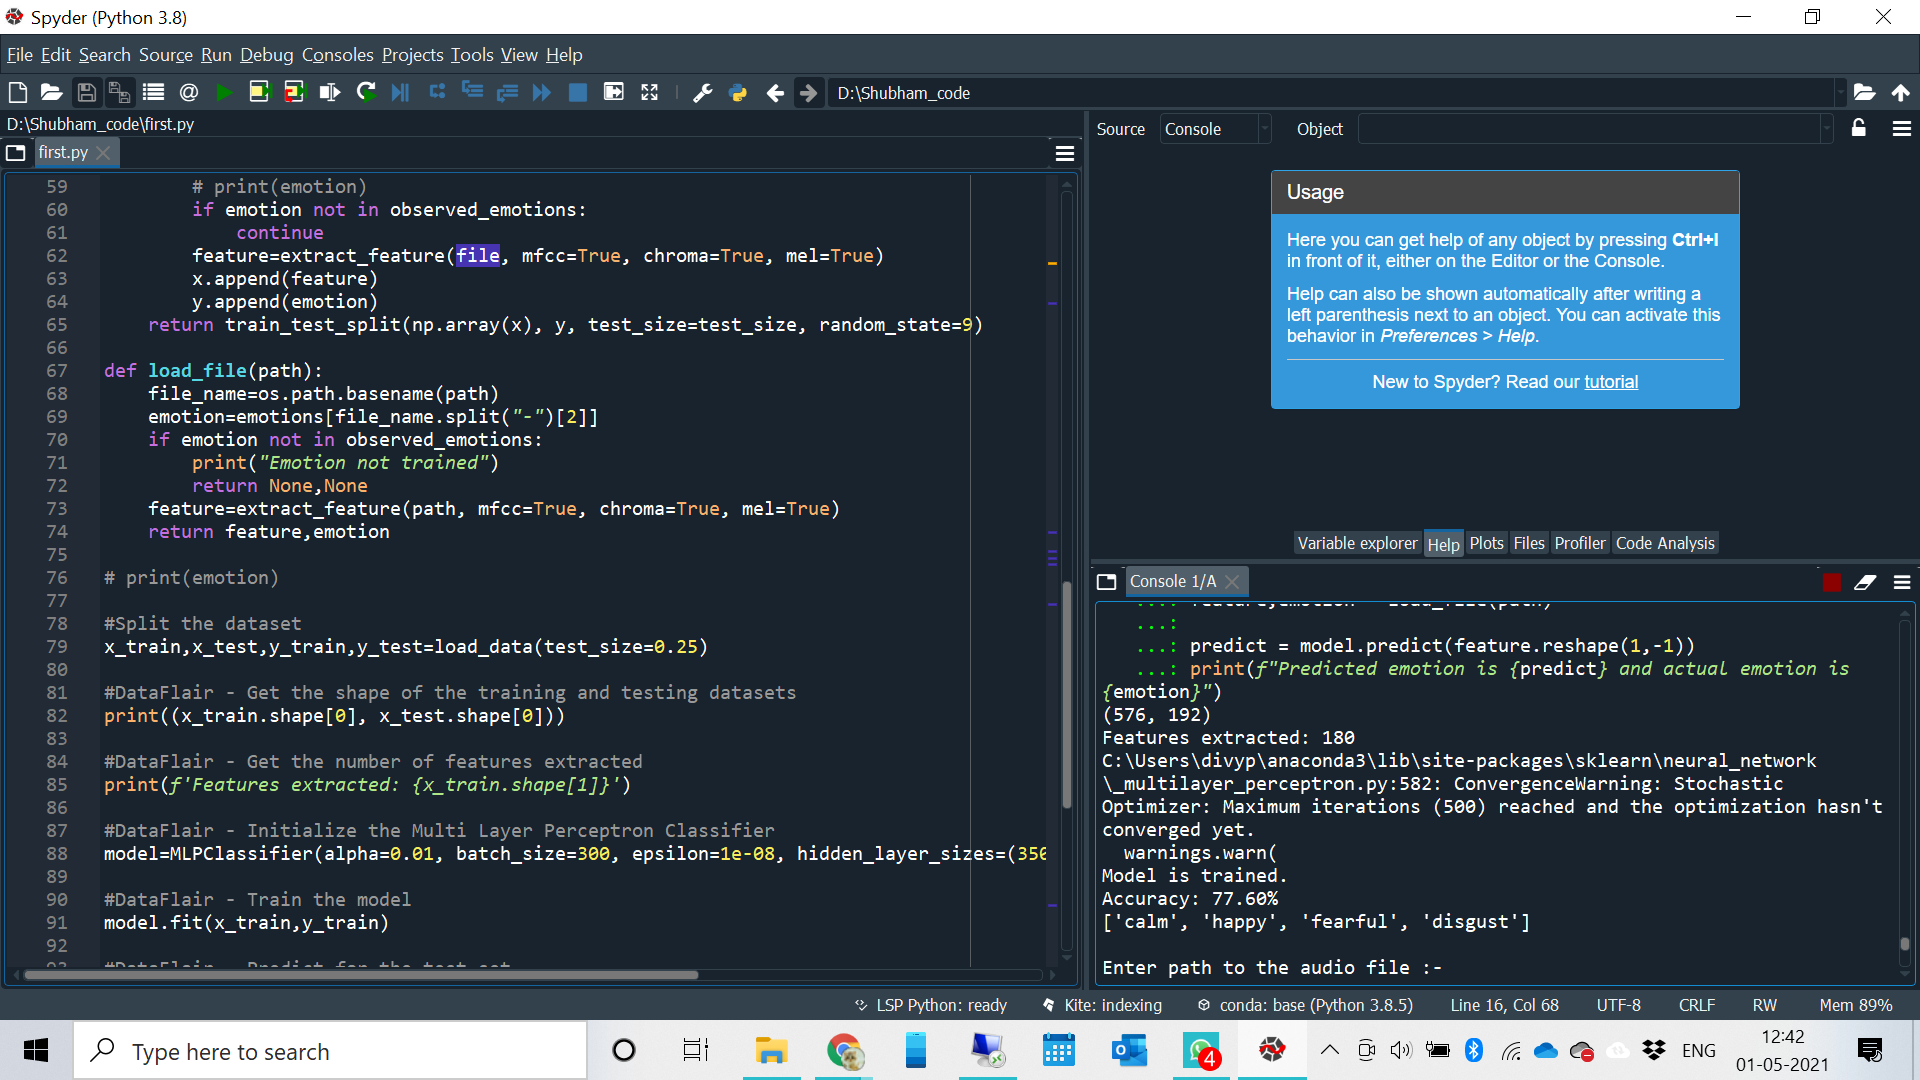 Spyder (Python 3.8)
File Edit Search Source Run Debug Consoles Projects Tools View Help
D:\Shubham_code
D:\Shubham_code\first.py
first.py
59 # print(emotion)
60 if emotion not in observed_emotions:
61 continue
62 feature=extract_feature(file, mfcc=True, chroma=True, mel=True)
63 x.append(feature)
64 y.append(emotion)
65 return train_test_split(np.array(x), y, test_size=test_size, random_state=9)
66
67 def load_file(path):
68 file_name=os.path.basename(path)
69 emotion=emotions[file_name.split("-")[2]]
70 if emotion not in observed_emotions:
71 print("Emotion not trained")
72 return None,None
73 feature=extract_feature(path, mfcc=True, chroma=True, mel=True)
74 return feature,emotion
75
76 # print(emotion)
77
78 #Split the dataset
79 x_train,x_test,y_train,y_test=load_data(test_size=0.25)
80
81 #DataFlair - Get the shape of the training and testing datasets
82 print((x_train.shape[0], x_test.shape[0]))
83
84 #DataFlair - Get the number of features extracted
85 print(f'Features extracted: {x_train.shape[1]}')
86
87 #DataFlair - Initialize the Multi Layer Perceptron Classifier
88 model=MLPClassifier(alpha=0.01, batch_size=300, epsilon=1e-08, hidden_layer_sizes=(350
89
90 #DataFlair - Train the model
91 model.fit(x_train,y_train)
92
Source Console Object
Usage
Here you can get help of any object by pressing Ctrl+I
in front of it, either on the Editor or the Console.
Help can also be shown automatically after writing a
left parenthesis next to an object. You can activate this
behavior in Preferences > Help.
New to Spyder? Read our tutorial
Variable explorer Help Plots Files Profiler Code Analysis
Console 1/A
...:
...: predict = model.predict(feature.reshape(1,-1))
...: print(f"Predicted emotion is {predict} and actual emotion is
{emotion}")
(576, 192)
Features extracted: 180
C:\Users\divyp\anaconda3\lib\site-packages\sklearn\neural_network
\_multilayer_perceptron.py:582: ConvergenceWarning: Stochastic
Optimizer: Maximum iterations (500) reached and the optimization hasn't
converged yet.
warnings.warn(
Model is trained.
Accuracy: 77.60%
['calm', 'happy', 'fearful', 'disgust']
Enter path to the audio file :-
LSP Python: ready Kite: indexing conda: base (Python 3.8.5) Line 16, Col 68 UTF-8 CRLF RW Mem 89%
Type here to search
4
ENG
12:42
01-05-2021